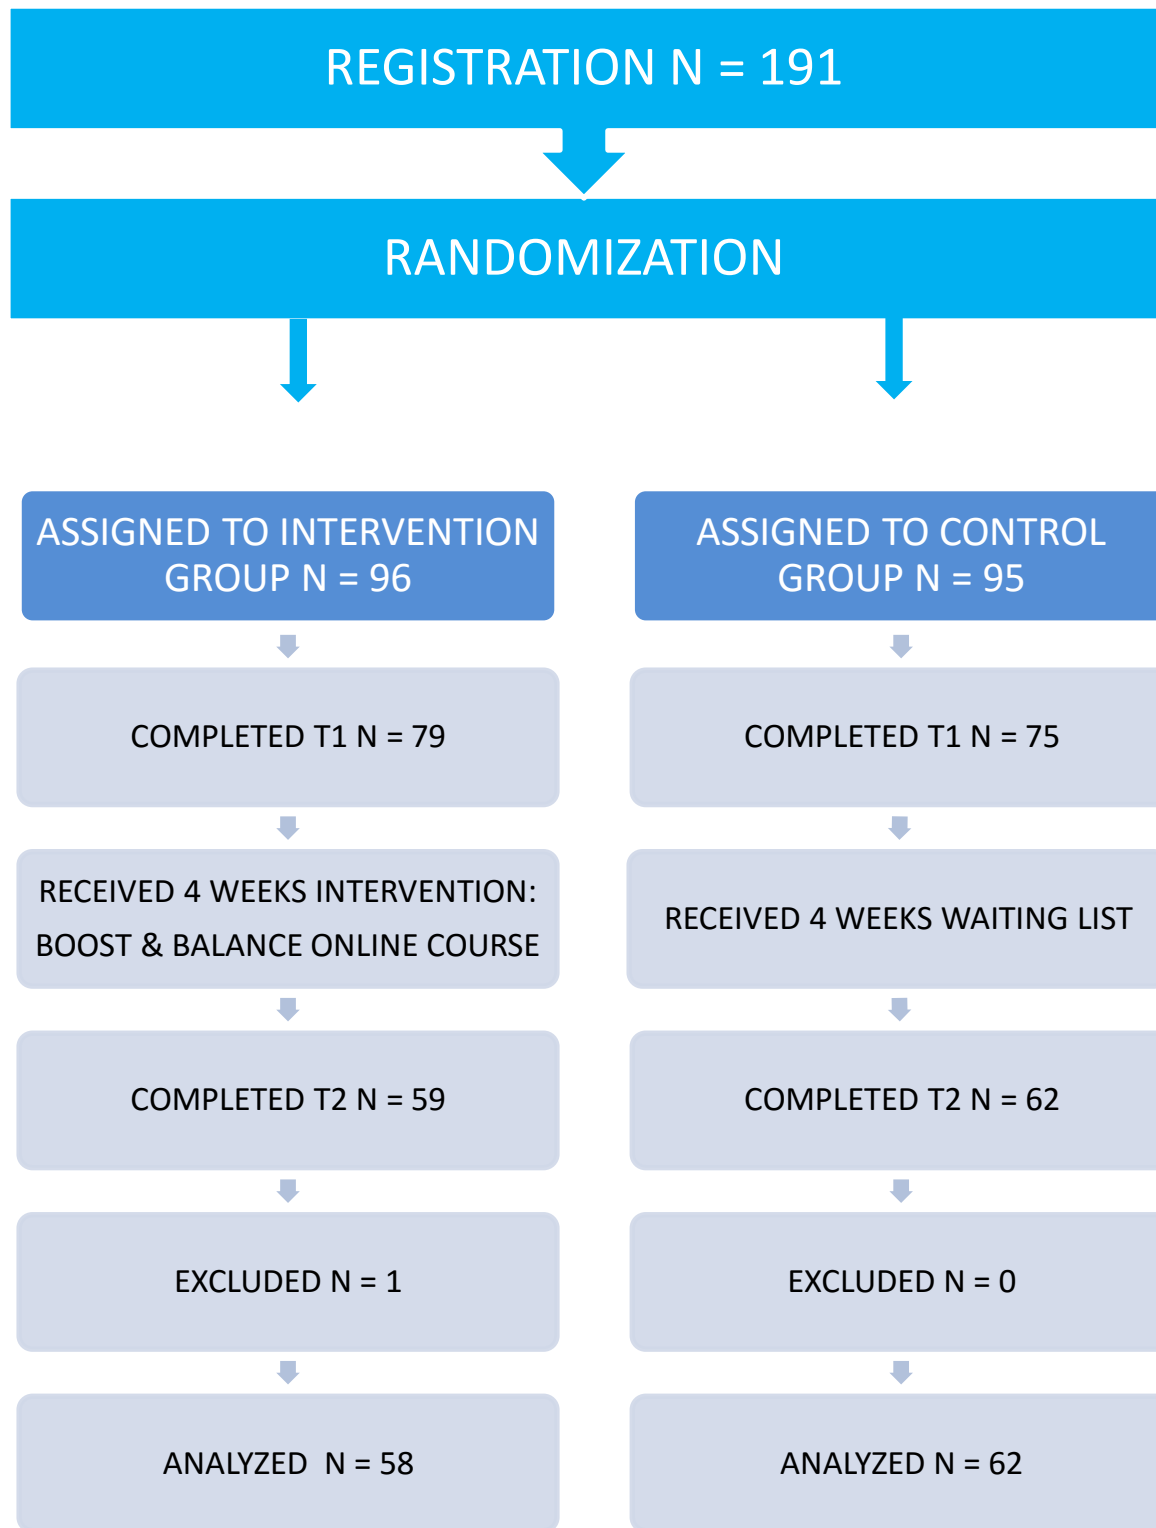 REGISTRATION N = 191
RANDOMIZATION
ASSIGNED TO INTERVENTION
GROUP N = 96
COMPLETED T1 N = 79
RECEIVED 4 WEEKS INTERVENTION:
BOOST & BALANCE ONLINE COURSE
COMPLETED T2 N = 59
EXCLUDED N = 1
ANALYZED N = 58
ASSIGNED TO CONTROL
GROUP N = 95
COMPLETED T1 N = 75
RECEIVED 4 WEEKS WAITING LIST
COMPLETED T2 N = 62
EXCLUDED N = 0
ANALYZED N = 62